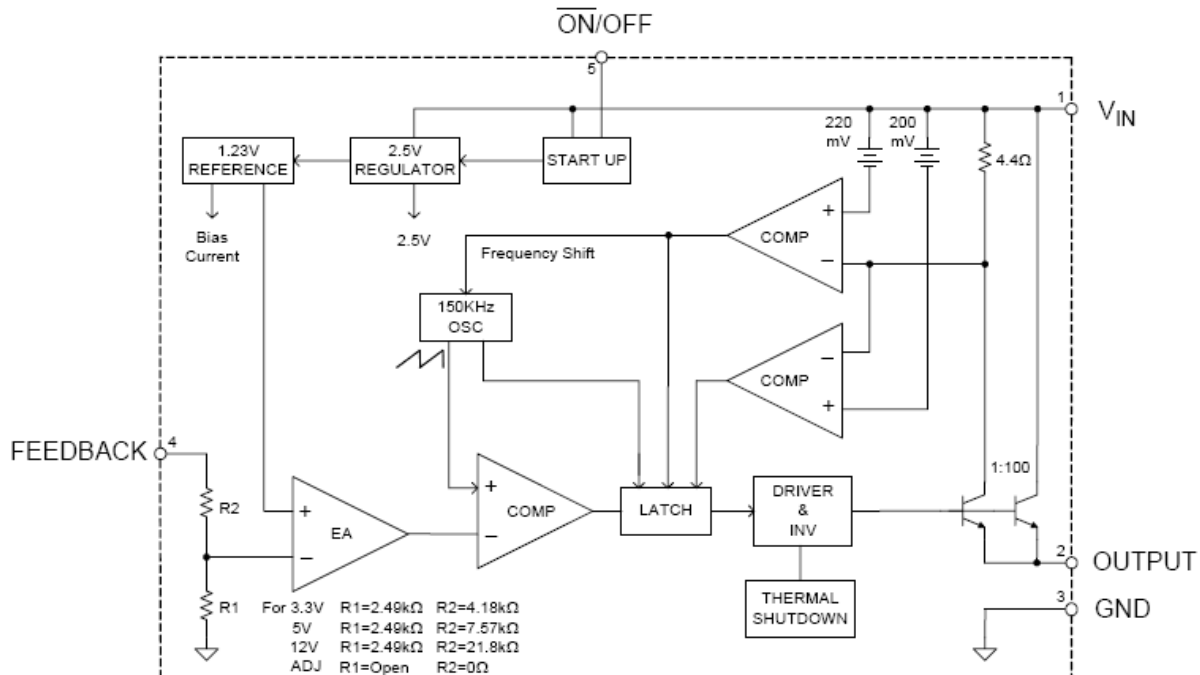 ON/OFF
5
1
V_IN
220 mV
200 mV
4.4Ω
1.23V
REFERENCE
2.5V
REGULATOR
START UP
Bias
Current
2.5V
+
COMP
−
Frequency Shift
150KHz
OSC
−
COMP
+
FEEDBACK
4
1:100
R2
+
EA
−
+
COMP
−
LATCH
DRIVER
&
INV
2
OUTPUT
THERMAL
SHUTDOWN
3
GND
R1
For 3.3V R1=2.49kΩ R2=4.18kΩ
5V R1=2.49kΩ R2=7.57kΩ
12V R1=2.49kΩ R2=21.8kΩ
ADJ R1=Open R2=0Ω